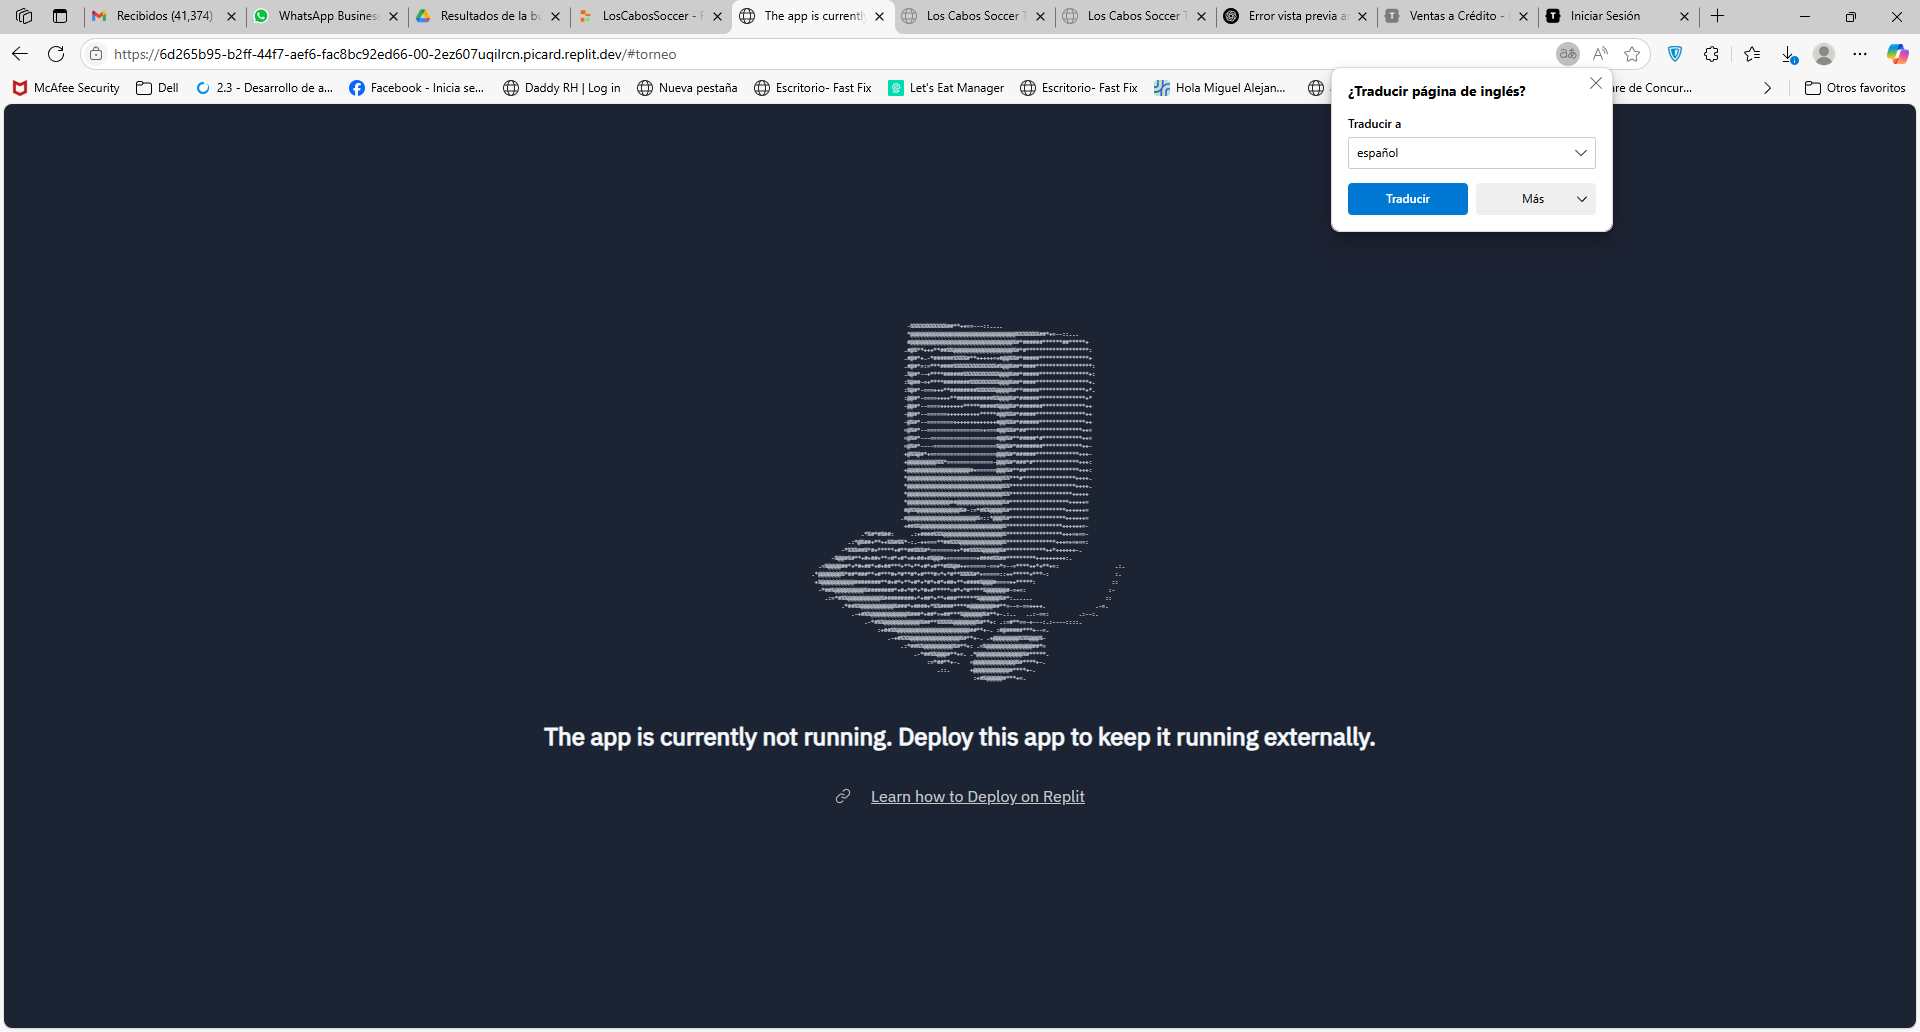 Recibidos (41,374)
WhatsApp Busines
Resultados de la bú
LosCabosSoccer - R
The app is currentl
Los Cabos Soccer T
Los Cabos Soccer T
Error vista previa a
Ventas a Crédito -
Iniciar Sesión
https://6d265b95-b2ff-44f7-aef6-fac8bc92ed66-00-2ez607uqilrcn.picard.replit.dev/#torneo
McAfee Security
Dell
2.3 - Desarrollo de a...
Facebook - Inicia se...
Daddy RH | Log in
Nueva pestaña
Escritorio- Fast Fix
Let's Eat Manager
Escritorio- Fast Fix
Hola Miguel Alejan...
re de Concur...
Otros favoritos
¿Traducir página de inglés?
Traducir a
español
Traducir
Más
The app is currently not running. Deploy this app to keep it running externally.
Learn how to Deploy on Replit